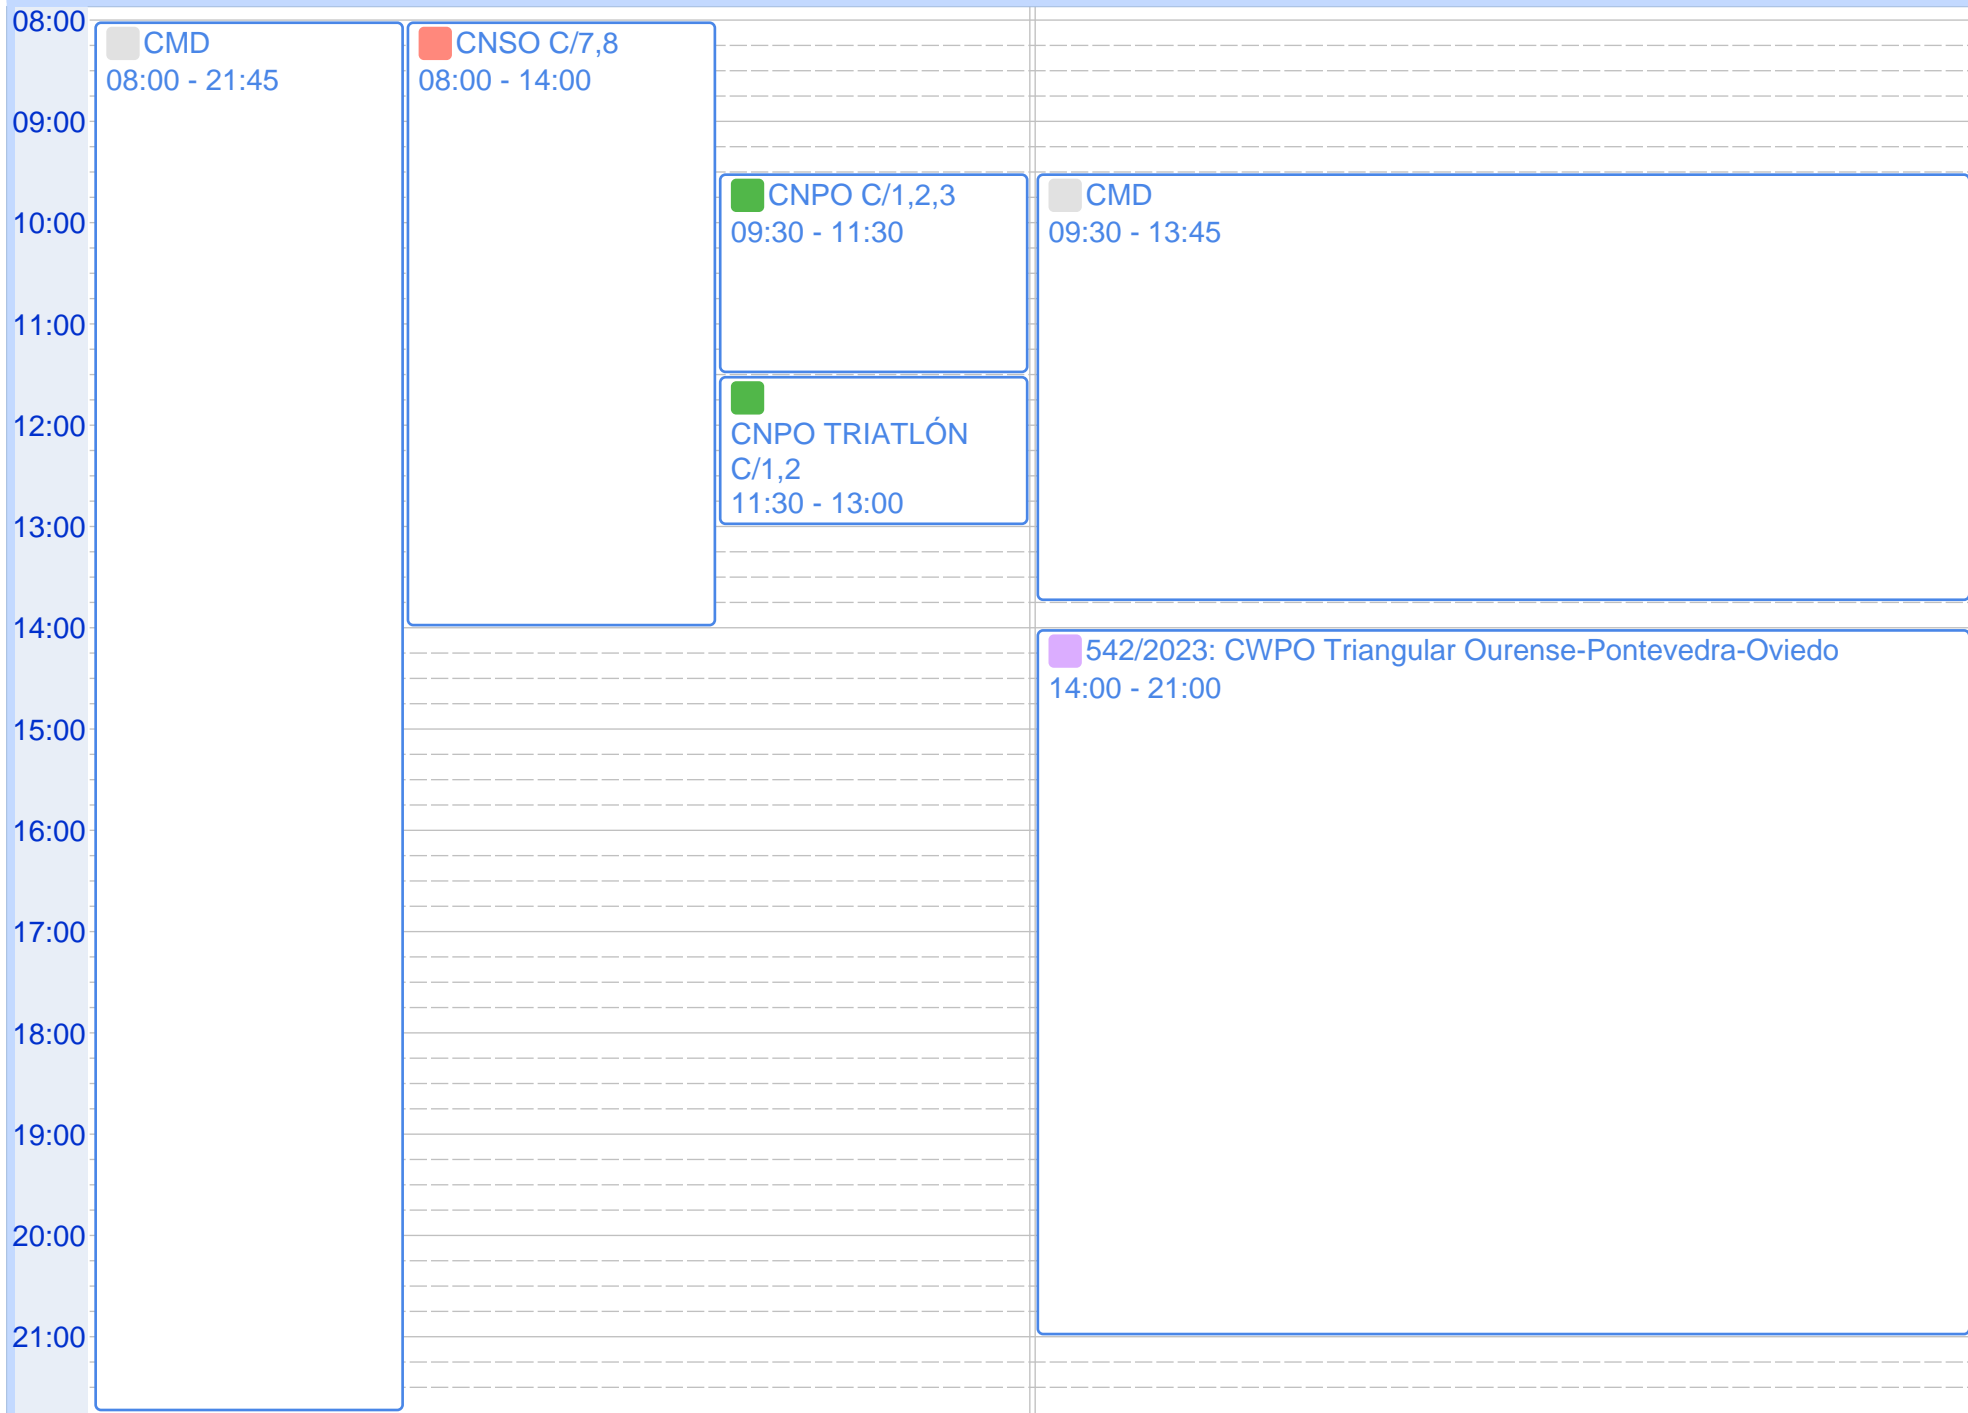 08:00
09:00
10:00
11:00
12:00
13:00
14:00
15:00
16:00
17:00
18:00
19:00
20:00
21:00
CMD
08:00 - 21:45
CNSO C/7,8
08:00 - 14:00
CNPO C/1,2,3
09:30 - 11:30
CNPO TRIATLÓN
C/1,2
11:30 - 13:00
CMD
09:30 - 13:45
542/2023: CWPO Triangular Ourense-Pontevedra-Oviedo
14:00 - 21:00